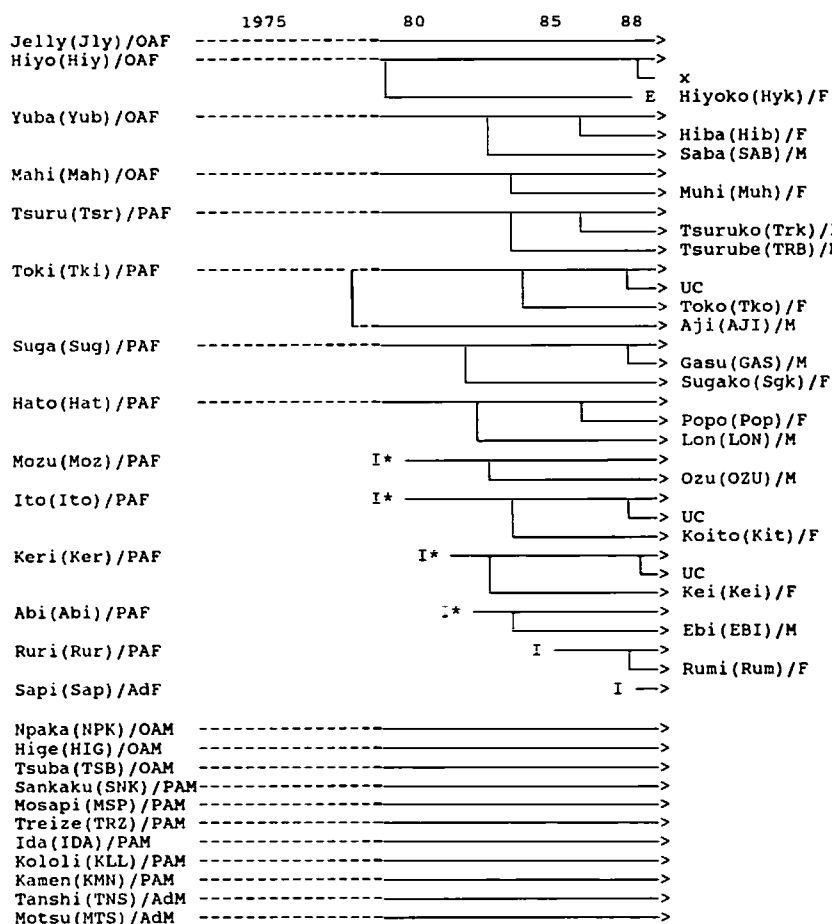 1975 80 85 88
Jelly(Jly)/OAF
Hiyo(Hiy)/OAF
x
E Hiyoko(Hyk)/F
Yuba(Yub)/OAF
Hiba(Hib)/F
Saba(SAB)/M
Mahi(Mah)/OAF
Muhi(Muh)/F
Tsuru(Tsr)/PAF
Tsuruko(Trk)/
Tsurube(TRB)/
Toki(Tki)/PAF
UC
Toko(Tko)/F
Aji(AJI)/M
Suga(Sug)/PAF
Gasu(GAS)/M
Sugako(Sgk)/F
Hato(Hat)/PAF
Popo(Pop)/F
Lon(LON)/M
Mozu(Moz)/PAF I*
Ozu(OZU)/M
Ito(Ito)/PAF I*
UC
Koito(Kit)/F
Keri(Ker)/PAF I*
UC
Kei(Kei)/F
Abi(Abi)/PAF I*
Ebi(EBI)/M
Ruri(Rur)/PAF I
Rumi(Rum)/F
Sapi(Sap)/AdF I
Npaka(NPK)/OAM
Hige(HIG)/OAM
Tsuba(TSB)/OAM
Sankaku(SNK)/PAM
Mosapi(MSP)/PAM
Treize(TRZ)/PAM
Ida(IDA)/PAM
Kololi(KLL)/PAM
Kamen(KMN)/PAM
Tanshi(TNS)/AdM
Motsu(MTS)/AdM